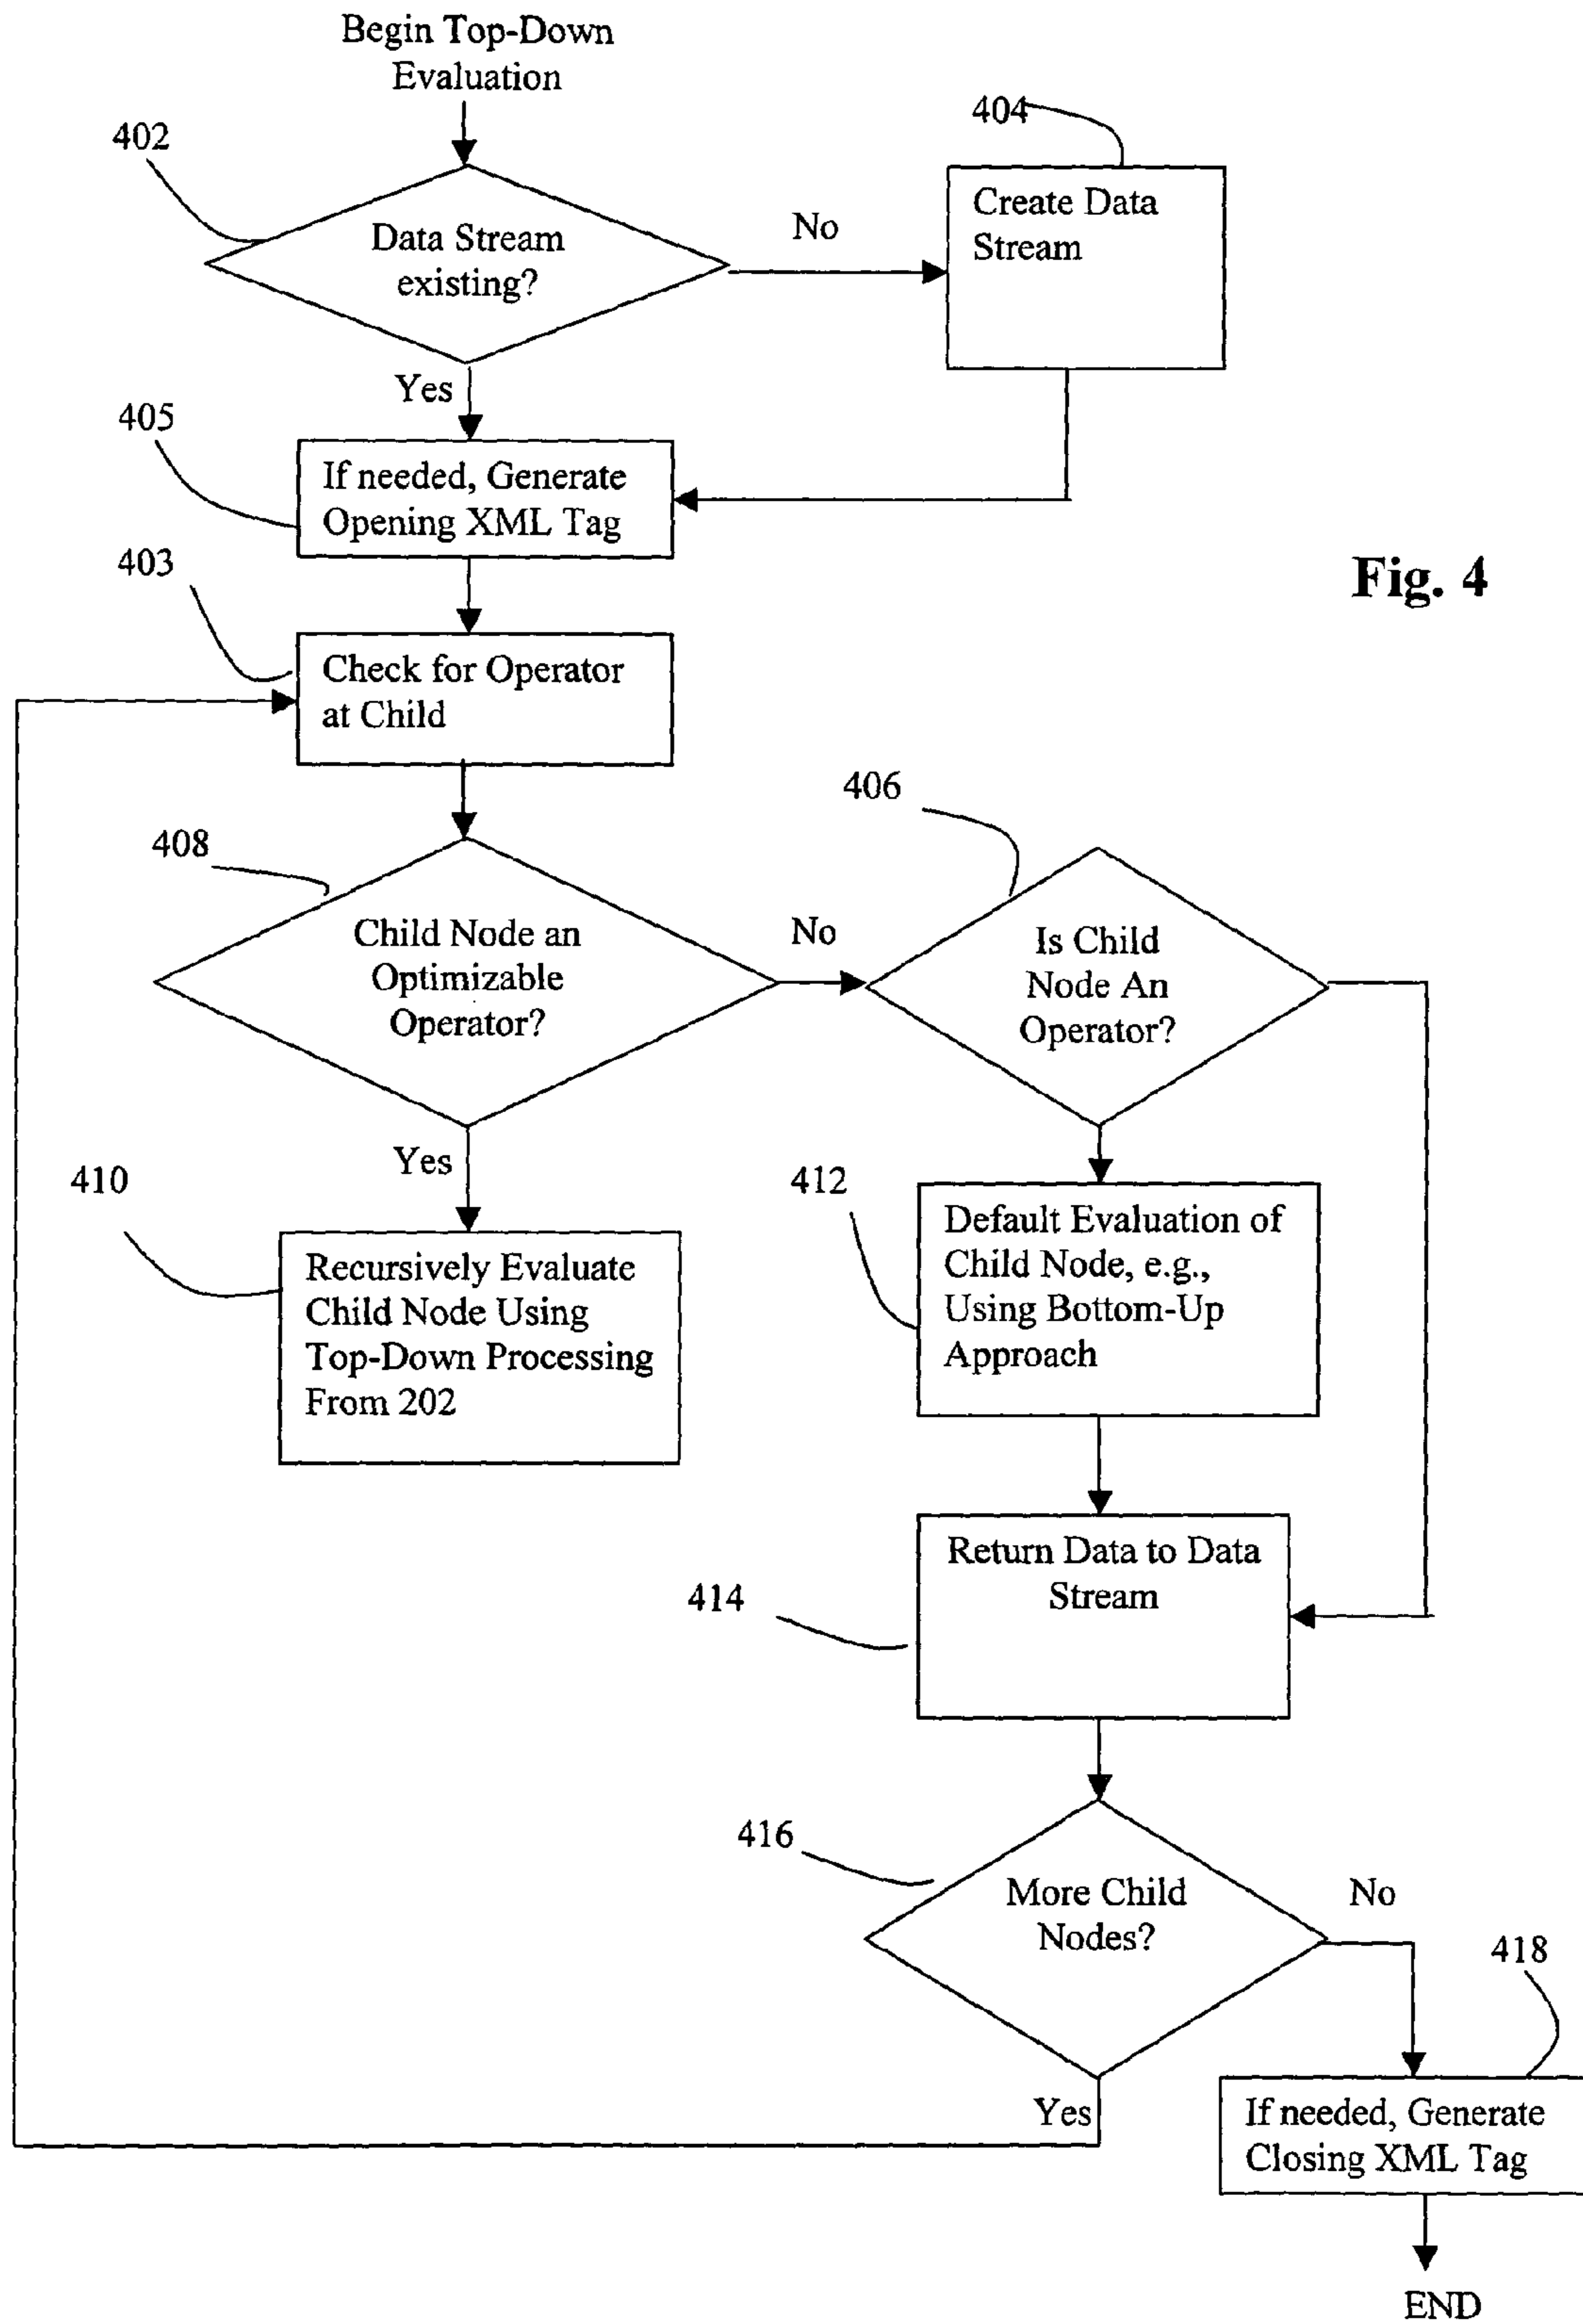 Begin Top-Down
Evaluation
402
404
Data Stream
existing?
No
Create Data
Stream
Yes
405
If needed, Generate
Opening XML Tag
Fig. 4
403
Check for Operator
at Child
408
406
Child Node an
Optimizable
Operator?
No
Is Child
Node An
Operator?
Yes
410
Recursively Evaluate
Child Node Using
Top-Down Processing
From 202
412
Default Evaluation of
Child Node, e.g.,
Using Bottom-Up
Approach
414
Return Data to Data
Stream
416
More Child
Nodes?
No
Yes
418
If needed, Generate
Closing XML Tag
END